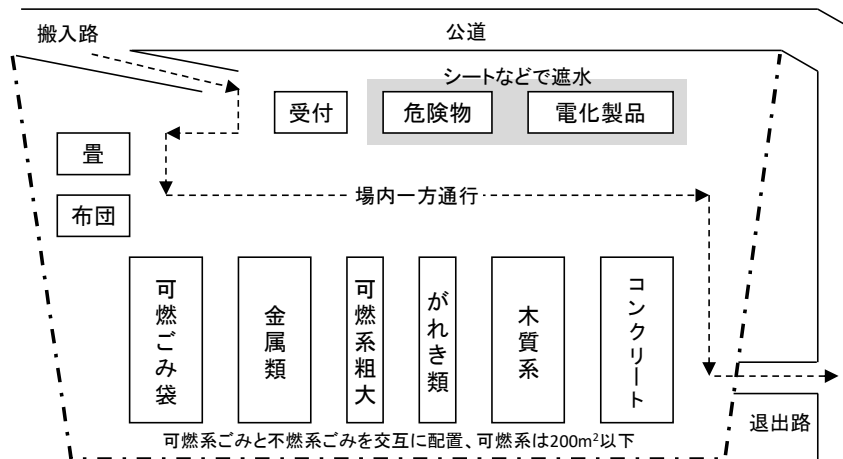 搬入路
公道
シートなどで遮水
受付
危険物
電化製品
畳
布団
場内一方通行
可燃ごみ袋
金属類
可燃系粗大
がれき類
木質系
コンクリート
退出路
可燃系ごみと不燃系ごみを交互に配置、可燃系は200m²以下